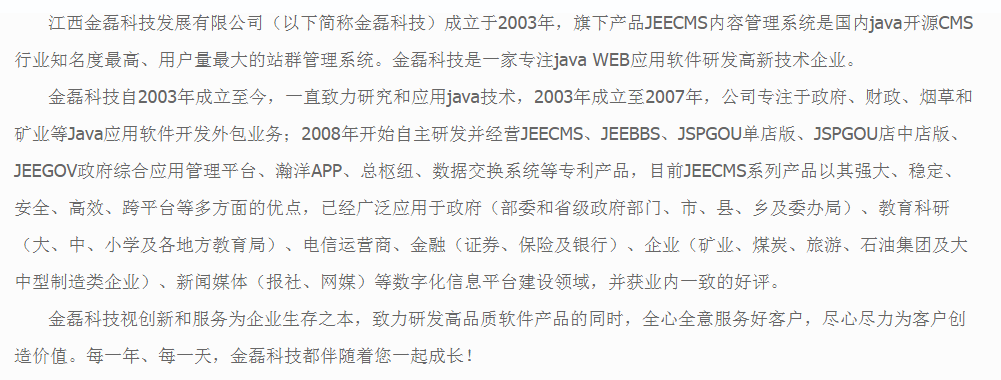 江西金磊科技发展有限公司（以下简称金磊科技）成立于2003年，旗下产品JEECMS内容管理系统是国内java开源CMS
行业知名度最高、用户量最大的站群管理系统。金磊科技是一家专注java WEB应用软件研发高新技术企业。
金磊科技自2003年成立至今，一直致力研究和应用java技术，2003年成立至2007年，公司专注于政府、财政、烟草和
矿业等Java应用软件开发外包业务；2008年开始自主研发并经营JEECMS、JEEBBS、JSPGOU单店版、JSPGOU店中店版、
JEEGOV政府综合应用管理平台、瀚洋APP、总枢纽、数据交换系统等专利产品，目前JEECMS系列产品以其强大、稳定、
安全、高效、跨平台等多方面的优点，已经广泛应用于政府（部委和省级政府部门、市、县、乡及委办局）、教育科研
（大、中、小学及各地方教育局）、电信运营商、金融（证券、保险及银行）、企业（矿业、煤炭、旅游、石油集团及大
中型制造类企业）、新闻媒体（报社、网媒）等数字化信息平台建设领域，并获业内一致的好评。
金磊科技视创新和服务为企业生存之本，致力研发高品质软件产品的同时，全心全意服务好客户，尽心尽力为客户创
造价值。每一年、每一天，金磊科技都伴随着您一起成长！